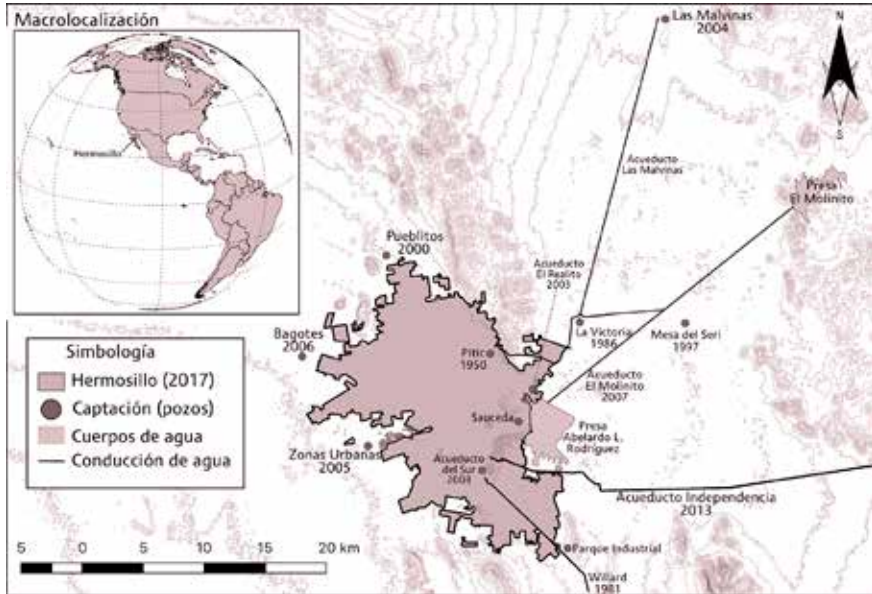 Macrolocalización
Hermosillo
N
S
Las Malvinas
2004
Acueducto
Las Malvinas
Presa
El Molinito
Pueblitos
2000
Acueducto
El Realito
2003
Bagotes
2006
Pitic
1950
La Victoria
1986
Mesa del Seri
1997
Acueducto
El Molinito
2007
Sauceda
Presa
Abelardo L.
Rodríguez
Zonas Urbanas
2005
Acueducto
del Sur
Acueducto Independencia
2013
Parque Industrial
Willard
1981
Simbología
Hermosillo (2017)
Captación (pozos)
Cuerpos de agua
Conducción de agua
5 0 5 10 20 km